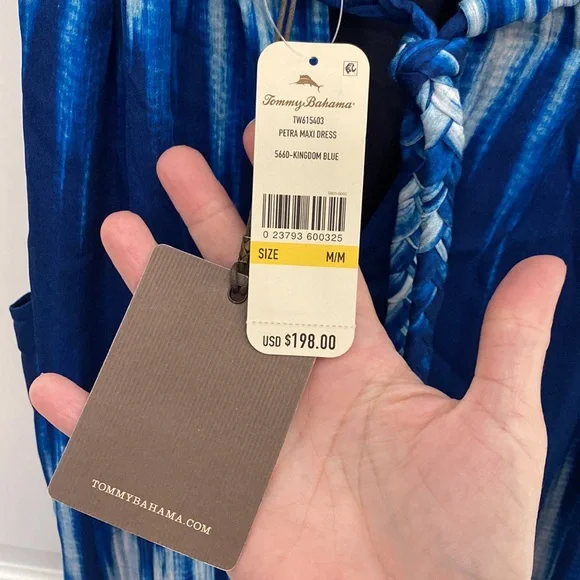 Tommy Bahama
TW615403
PETRA MAXI DRESS
5660-KINGDOM BLUE
0 23793 600325
SIZE M/M
USD $198.00
TOMMYBAHAMA.COM